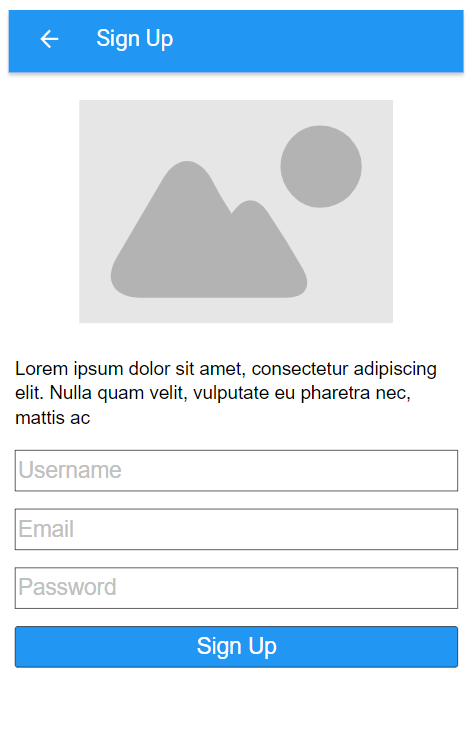 Sign Up
Lorem ipsum dolor sit amet, consectetur adipiscing
elit. Nulla quam velit, vulputate eu pharetra nec,
mattis ac
Username
Email
Password
Sign Up